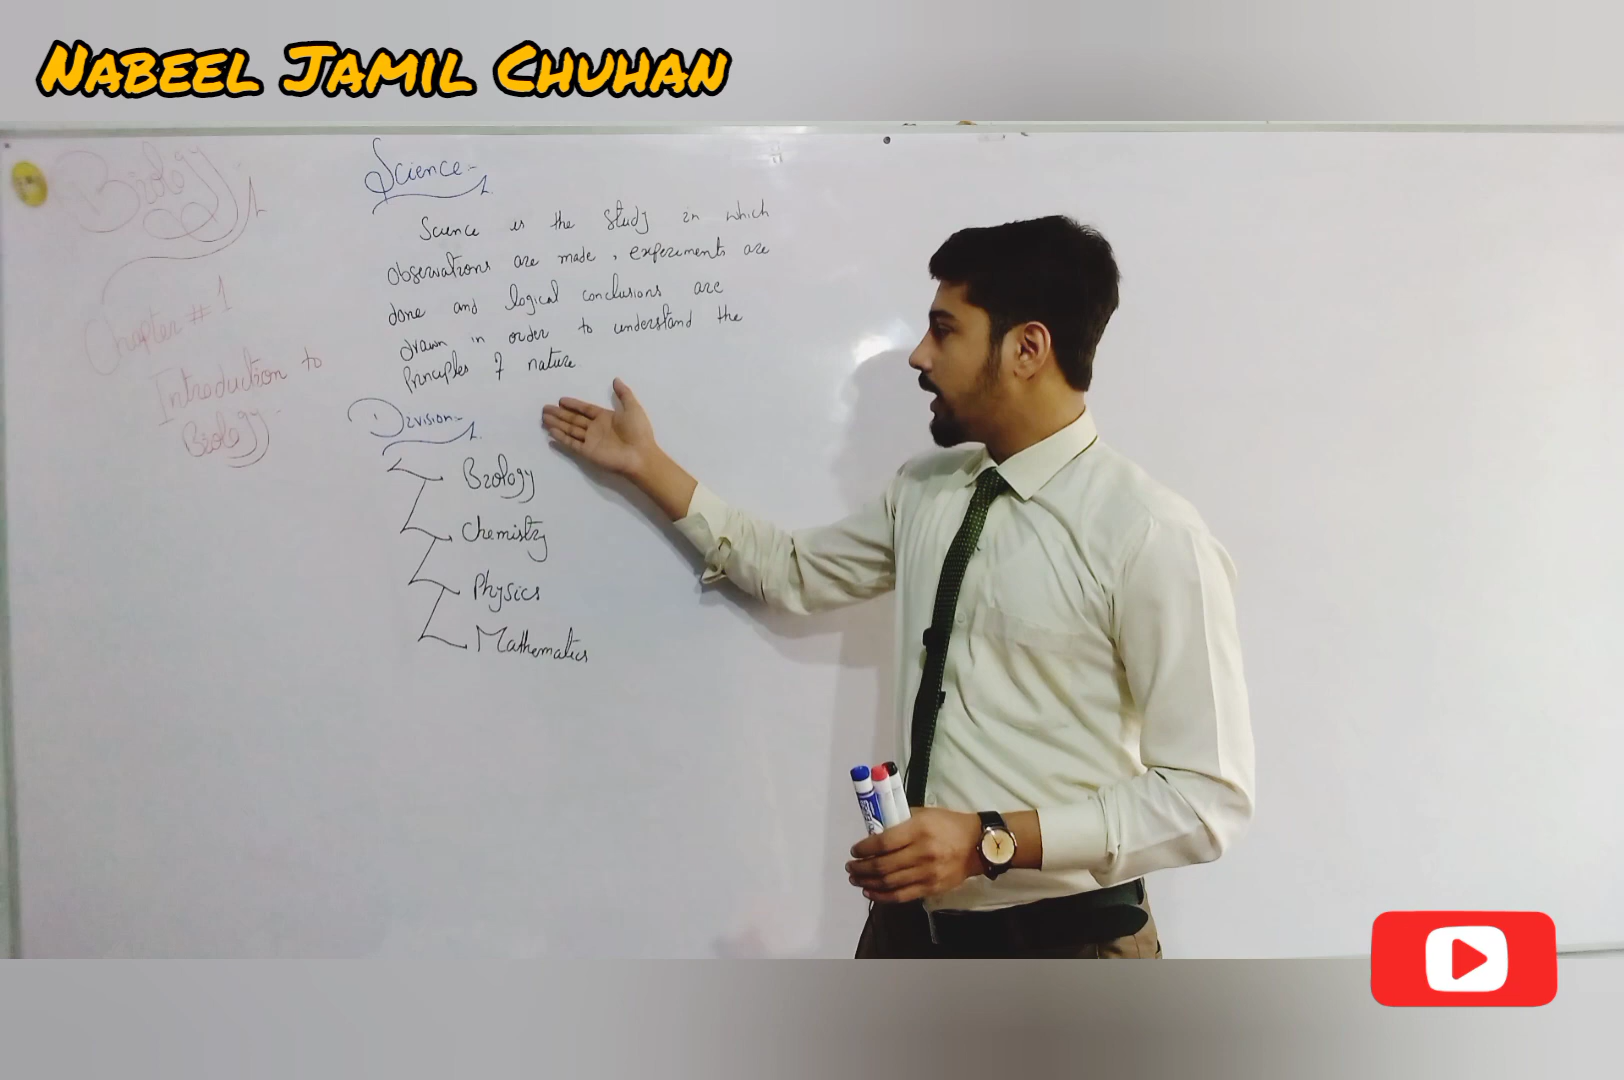 NABEEL JAMIL CHUHAN
Biology
Chapter # 1
Introduction to
Biology
Science
Science is the study in which
observations are made, experiments are
done and logical conclusions are
drawn in order to understand the
Principles of nature.
Division
Biology
Chemistry
Physics
Mathematics